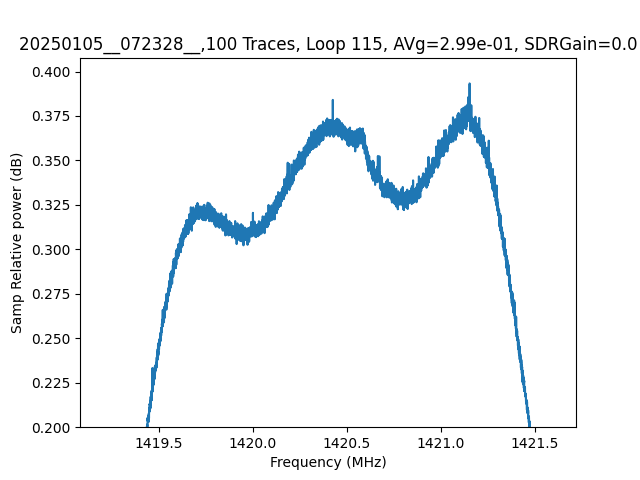 20250105__072328__,100 Traces, Loop 115, AVg=2.99e-01, SDRGain=0.0
0.400
0.375
0.350
0.325
0.300
0.275
0.250
0.225
0.200
Samp Relative power (dB)
1419.5 1420.0 1420.5 1421.0 1421.5
Frequency (MHz)